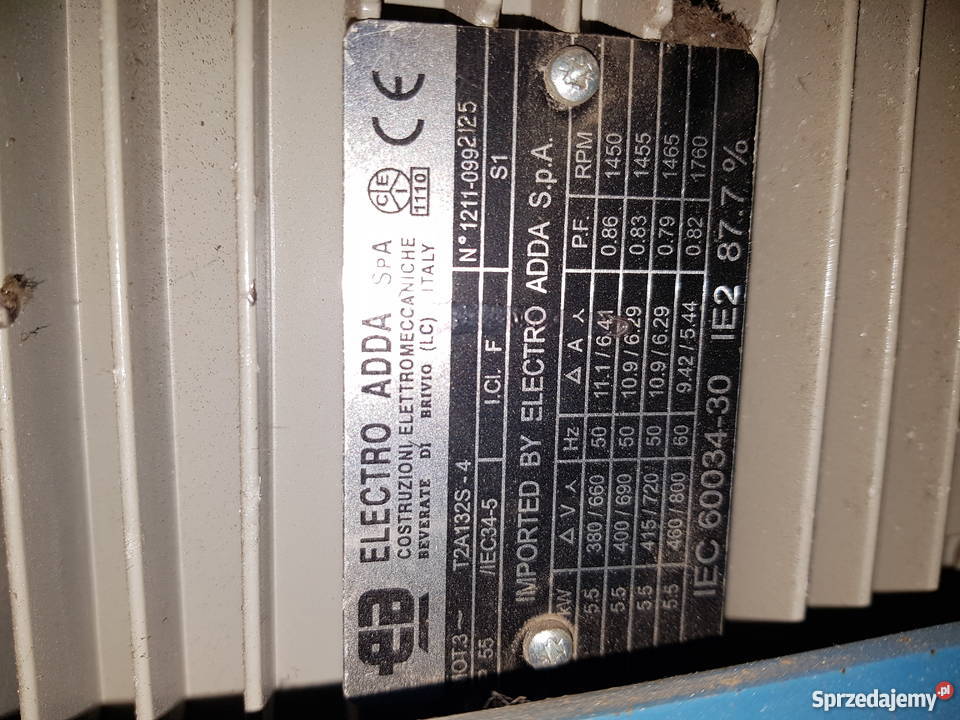 ELECTRO ADDA SPA
COSTRUZIONI ELETTROMECCANICHE
BEVERATE DI BRIVIO (LC) ITALY
C E I
1110
CE
3 ~ T2A132S - 4 N° 1211-0992125
55 /IEC34-5 I.Cl. F S1
IMPORTED BY ELECTRO ADDA S.p.A.
kW Δ V ⅄ Hz Δ A ⅄ P.F. RPM
5.5 380 / 660 50 11.1 / 6.41 0.86 1450
5.5 400 / 690 50 10.9 / 6.29 0.83 1455
5.5 415 / 720 50 10.9 / 6.29 0.79 1465
5.5 460 / 800 60 9.42 / 5.44 0.82 1760
IEC 60034-30 IE2 87.7 %
Sprzedajemy.pl